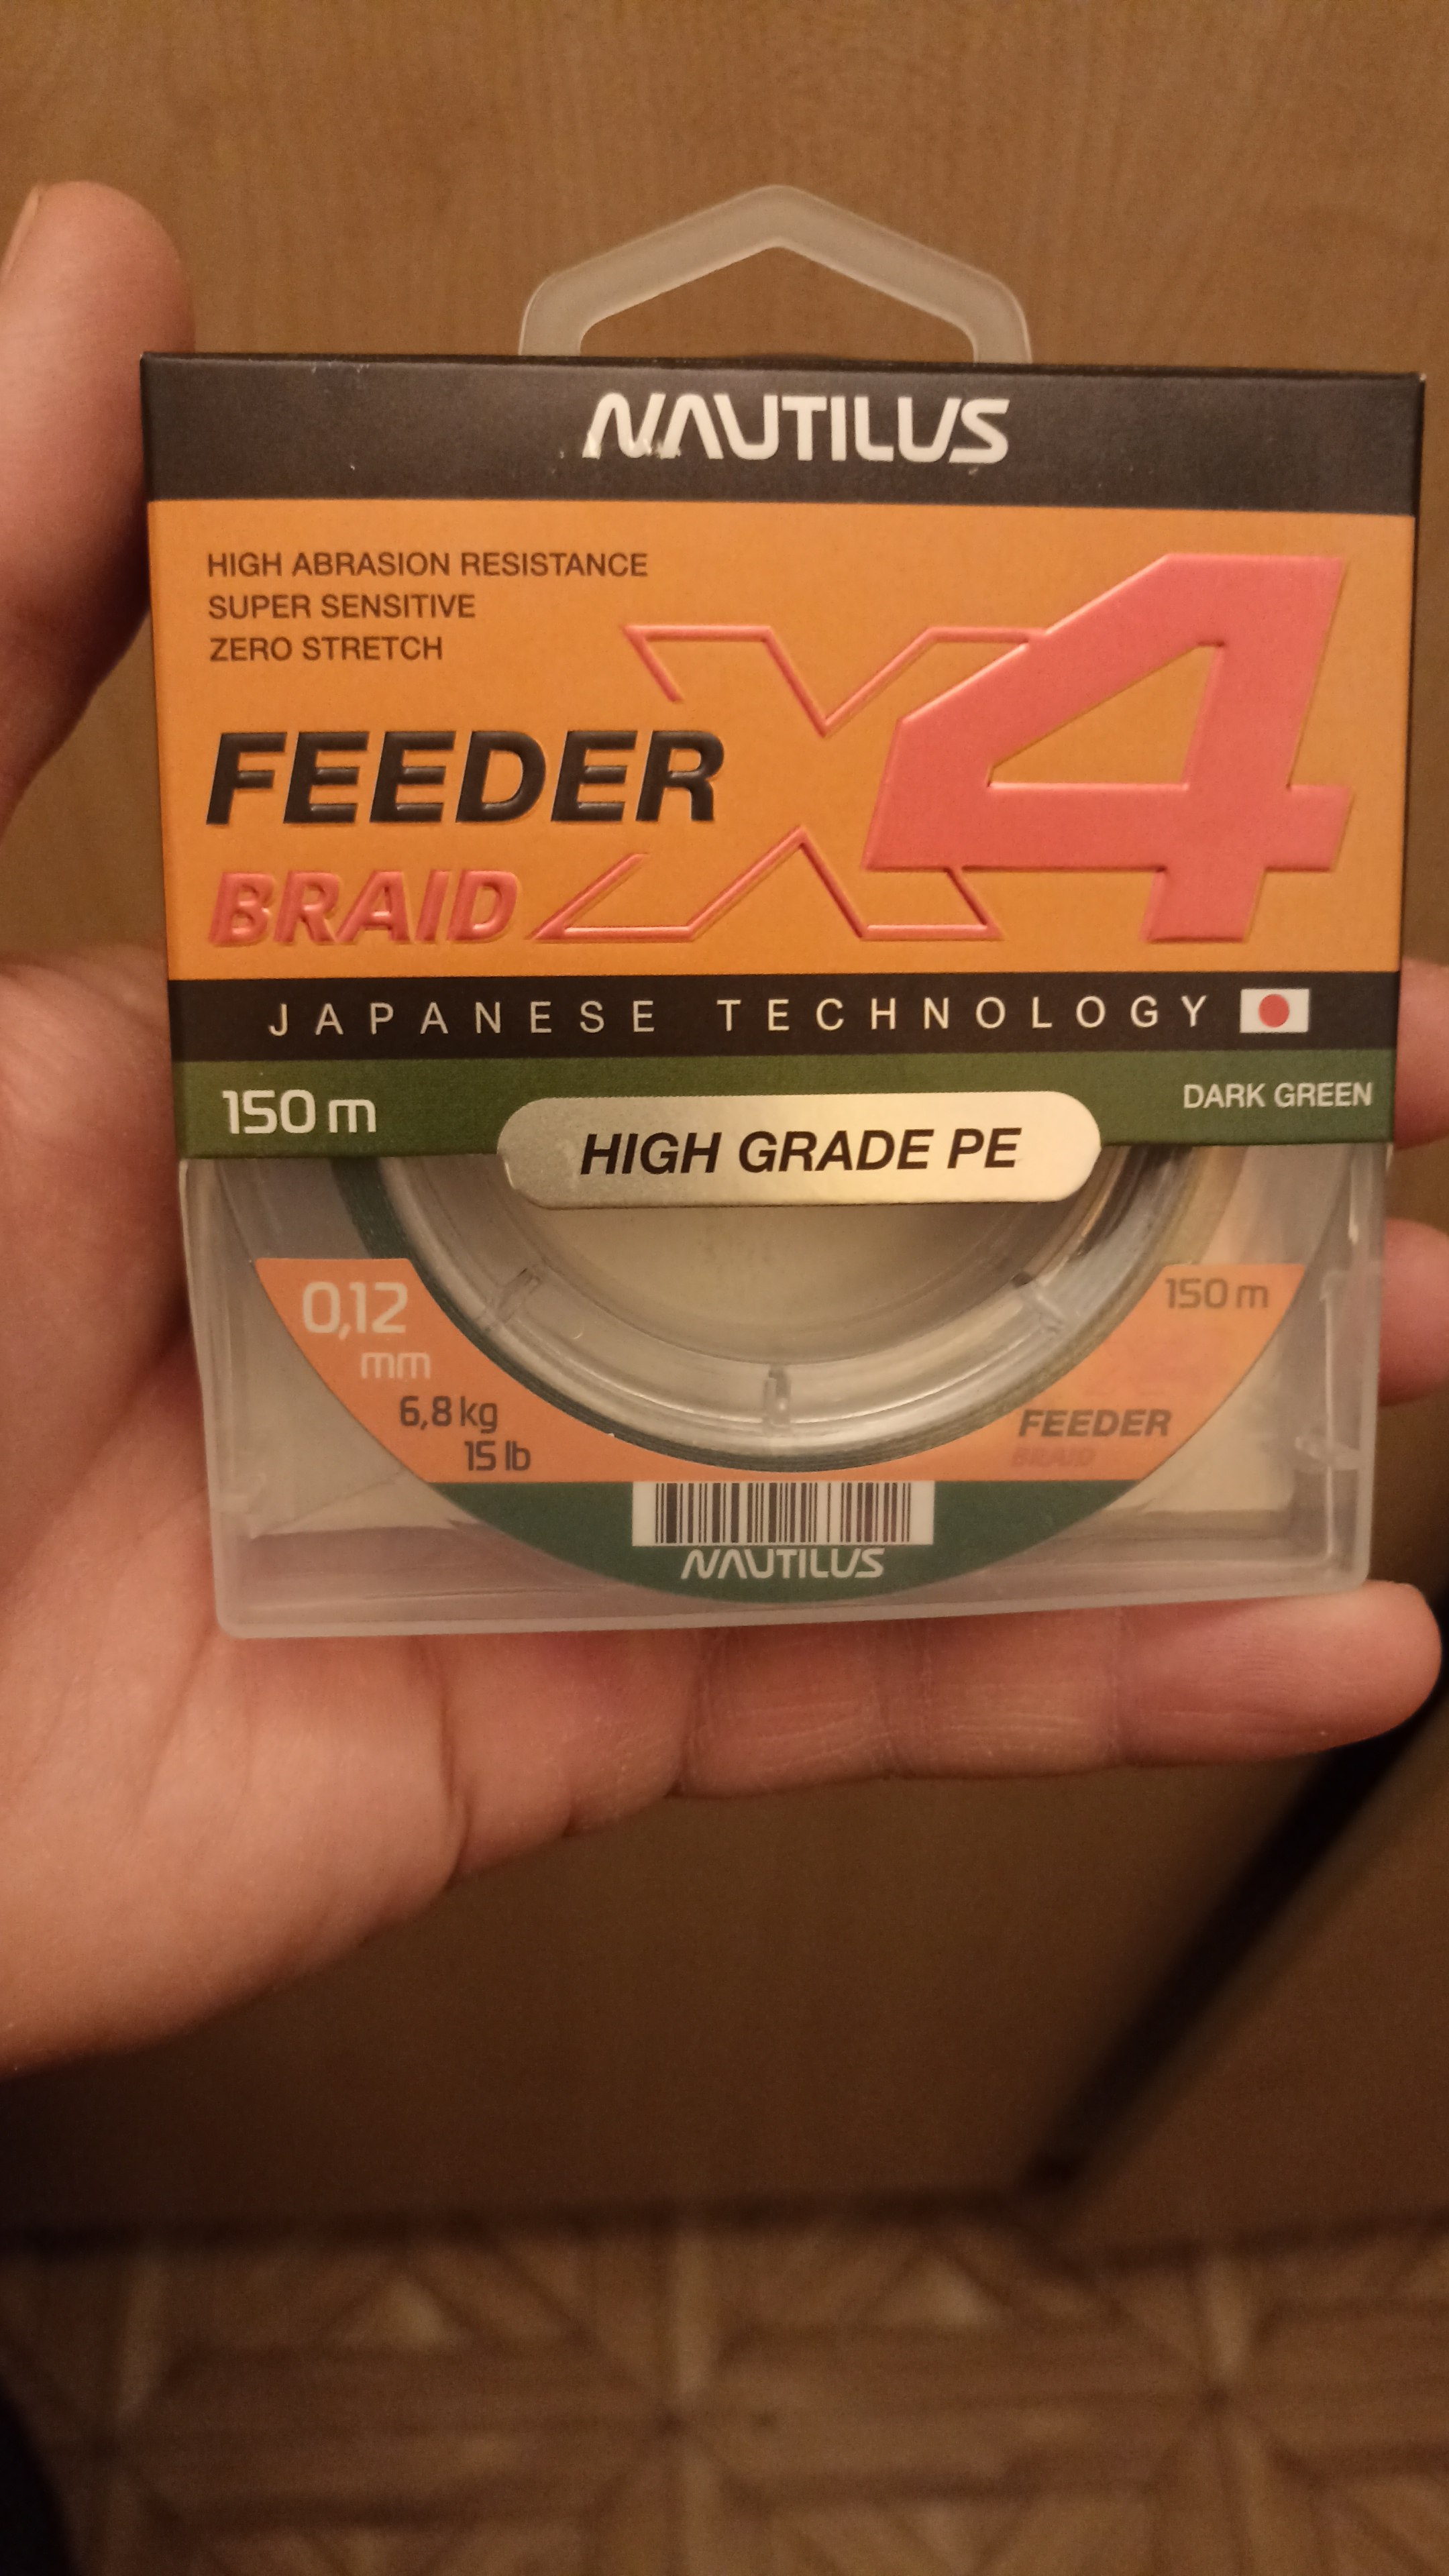 NAUTILUS
HIGH ABRASION RESISTANCE
SUPER SENSITIVE
ZERO STRETCH
X4
FEEDER
BRAID
JAPANESE TECHNOLOGY
150 m
DARK GREEN
HIGH GRADE PE
0,12
mm
6,8 kg
15 lb
150 m
FEEDER
BRAID
NAUTILUS